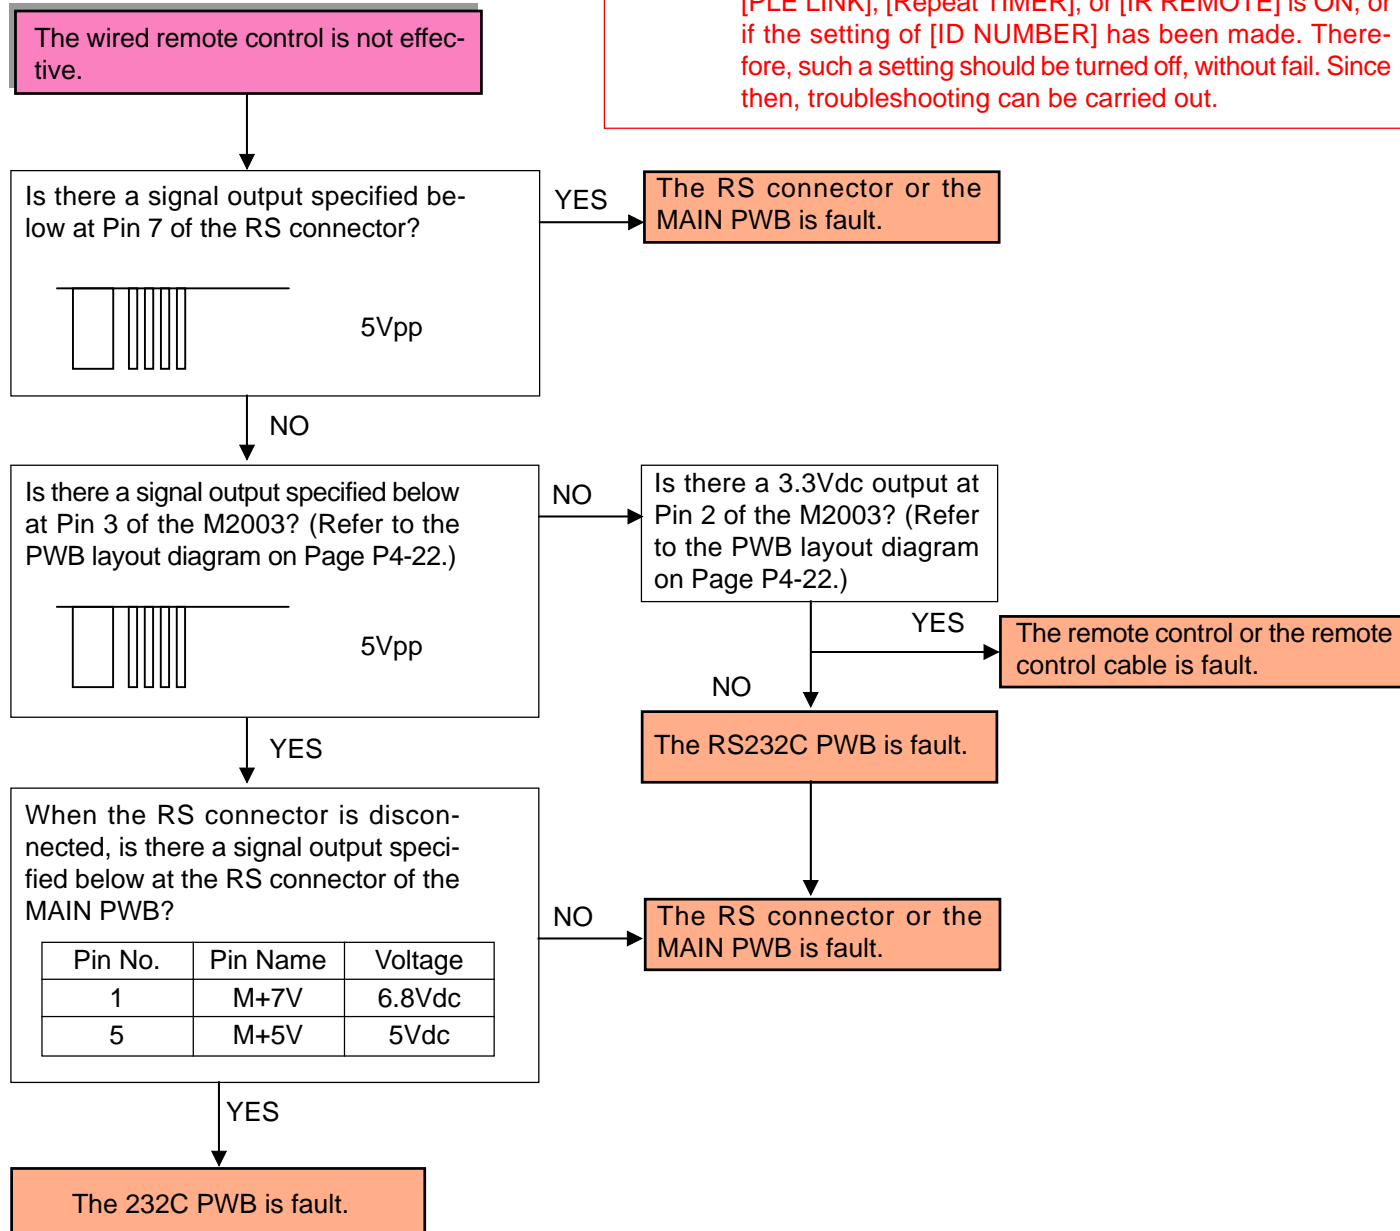 [PLE LINK], [Repeat TIMER], or [IR REMOTE] is ON, or
if the setting of [ID NUMBER] has been made. There-
fore, such a setting should be turned off, without fail. Since
then, troubleshooting can be carried out.
The wired remote control is not effec-
tive.
Is there a signal output specified be-
low at Pin 7 of the RS connector?
5Vpp
YES
The RS connector or the
MAIN PWB is fault.
NO
Is there a signal output specified below
at Pin 3 of the M2003? (Refer to the
PWB layout diagram on Page P4-22.)
5Vpp
NO
Is there a 3.3Vdc output at
Pin 2 of the M2003? (Refer
to the PWB layout diagram
on Page P4-22.)
YES
The remote control or the remote
control cable is fault.
NO
The RS232C PWB is fault.
YES
When the RS connector is discon-
nected, is there a signal output speci-
fied below at the RS connector of the
MAIN PWB?
Pin No. Pin Name Voltage
1 M+7V 6.8Vdc
5 M+5V 5Vdc
NO
The RS connector or the
MAIN PWB is fault.
YES
The 232C PWB is fault.